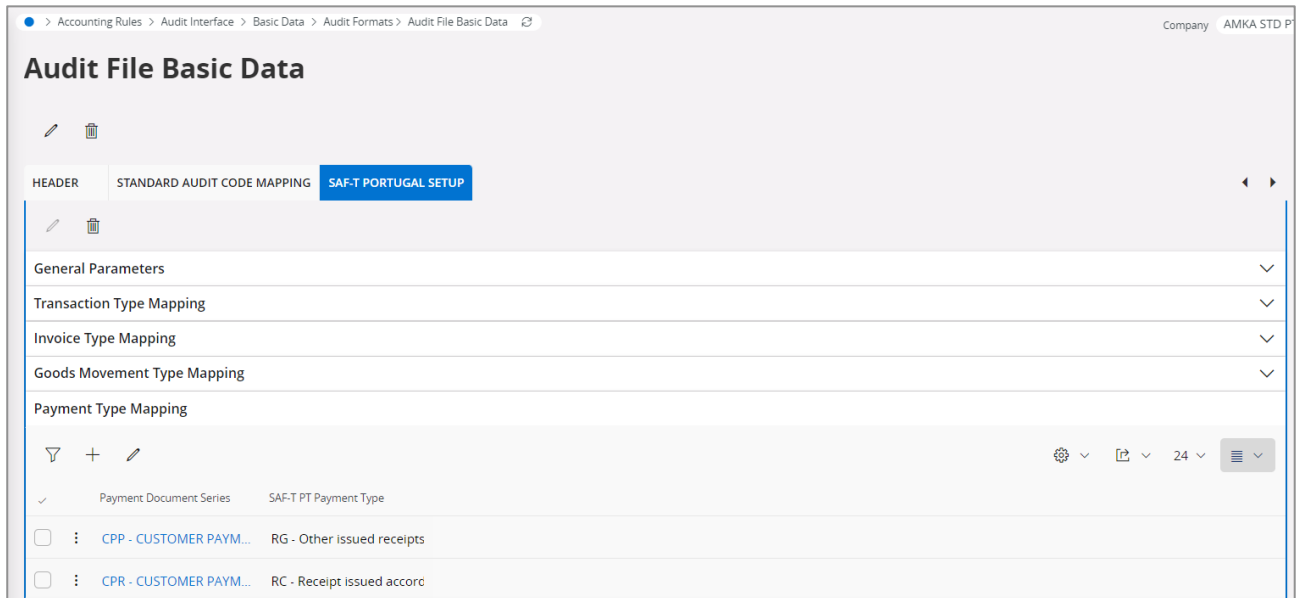 > Accounting Rules > Audit Interface > Basic Data > Audit Formats > Audit File Basic Data
Company AMKA STD PT
Audit File Basic Data
HEADER STANDARD AUDIT CODE MAPPING SAF-T PORTUGAL SETUP
General Parameters
Transaction Type Mapping
Invoice Type Mapping
Goods Movement Type Mapping
Payment Type Mapping
24
Payment Document Series SAF-T PT Payment Type
CPP - CUSTOMER PAYM... RG - Other issued receipts
CPR - CUSTOMER PAYM... RC - Receipt issued accord